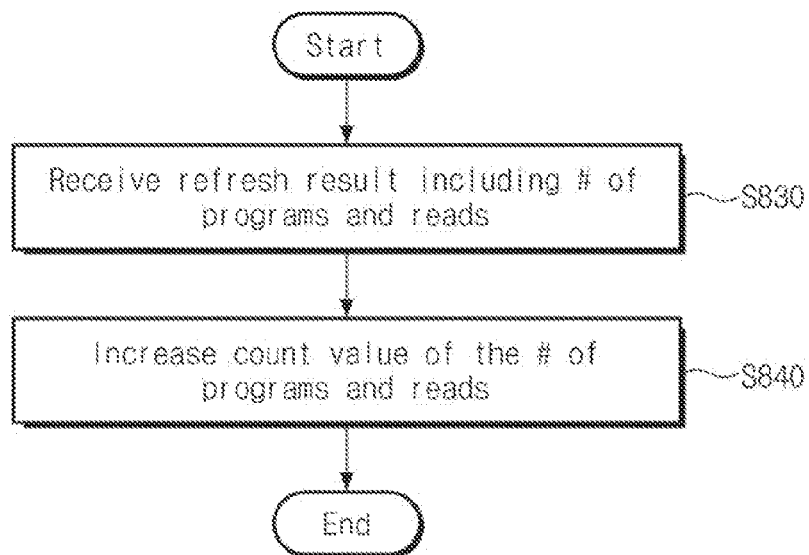 Start
Receive refresh result including # of
programs and reads
S830
Increase count value of the # of
programs and reads
S840
End